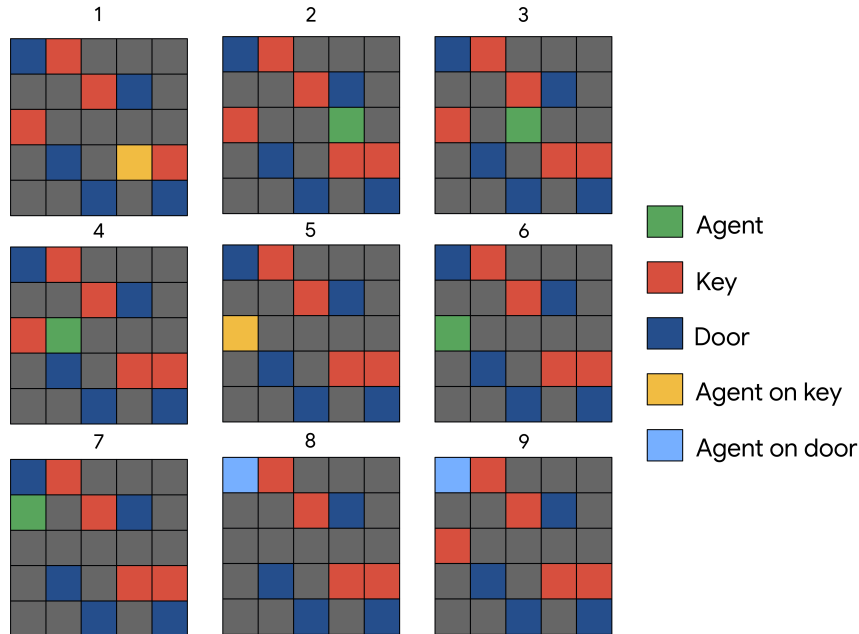 1 2 3
4 5 6
7 8 9
Agent
Key
Door
Agent on key
Agent on door